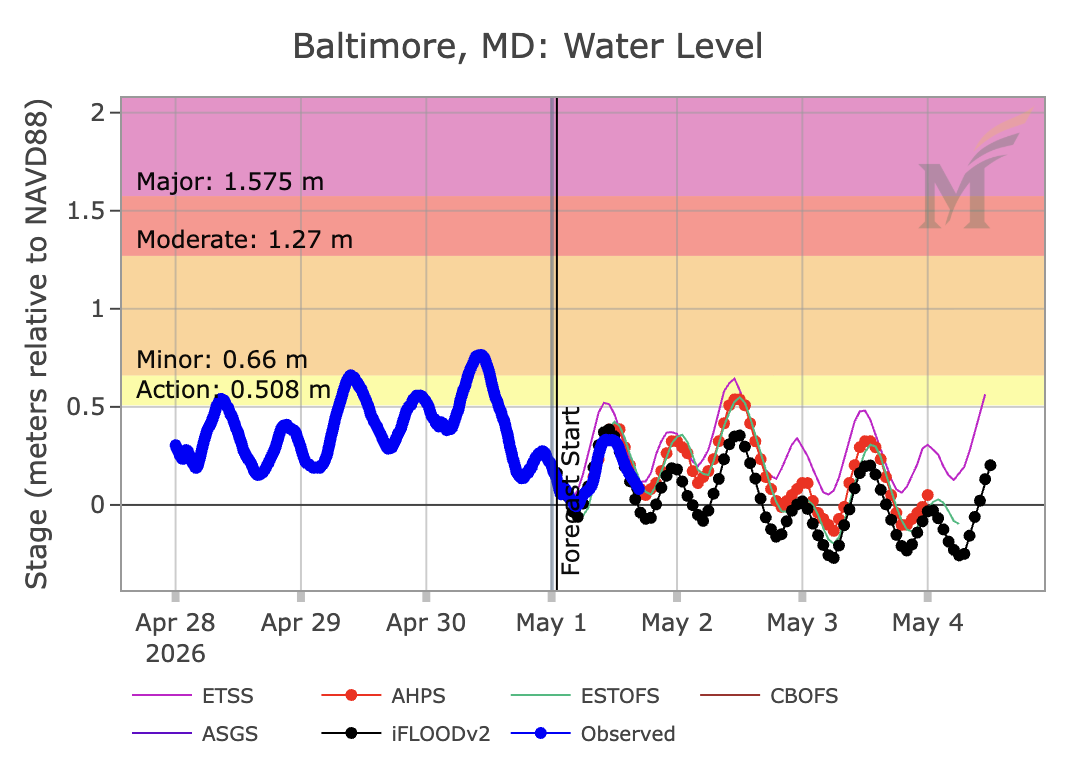 Baltimore, MD: Water Level
Stage (meters relative to NAVD88)
2
1.5
1
0.5
0
Major: 1.575 m
Moderate: 1.27 m
Minor: 0.66 m
Action: 0.508 m
Forecast Start
M
Apr 28
2026
Apr 29
Apr 30
May 1
May 2
May 3
May 4
ETSS
AHPS
ESTOFS
CBOFS
ASGS
iFLOODv2
Observed